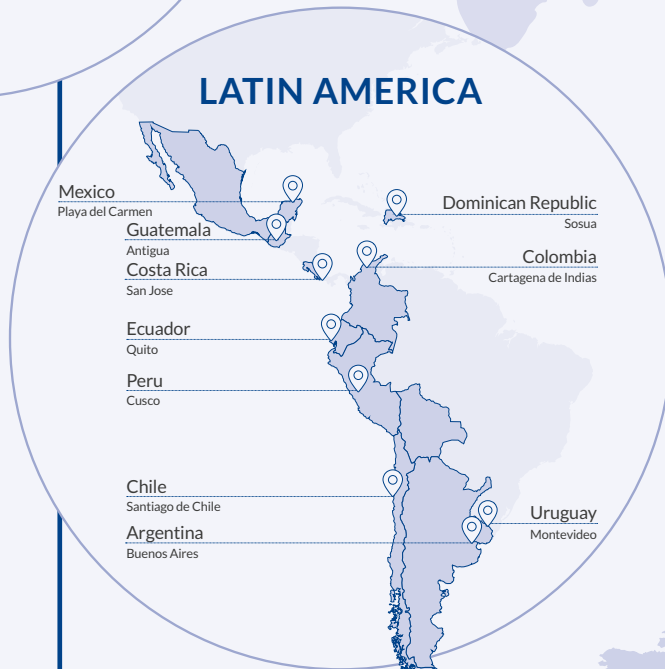 LATIN AMERICA
Mexico
Playa del Carmen
Dominican Republic
Sosua
Guatemala
Antigua
Colombia
Cartagena de Indias
Costa Rica
San Jose
Ecuador
Quito
Peru
Cusco
Chile
Santiago de Chile
Uruguay
Montevideo
Argentina
Buenos Aires